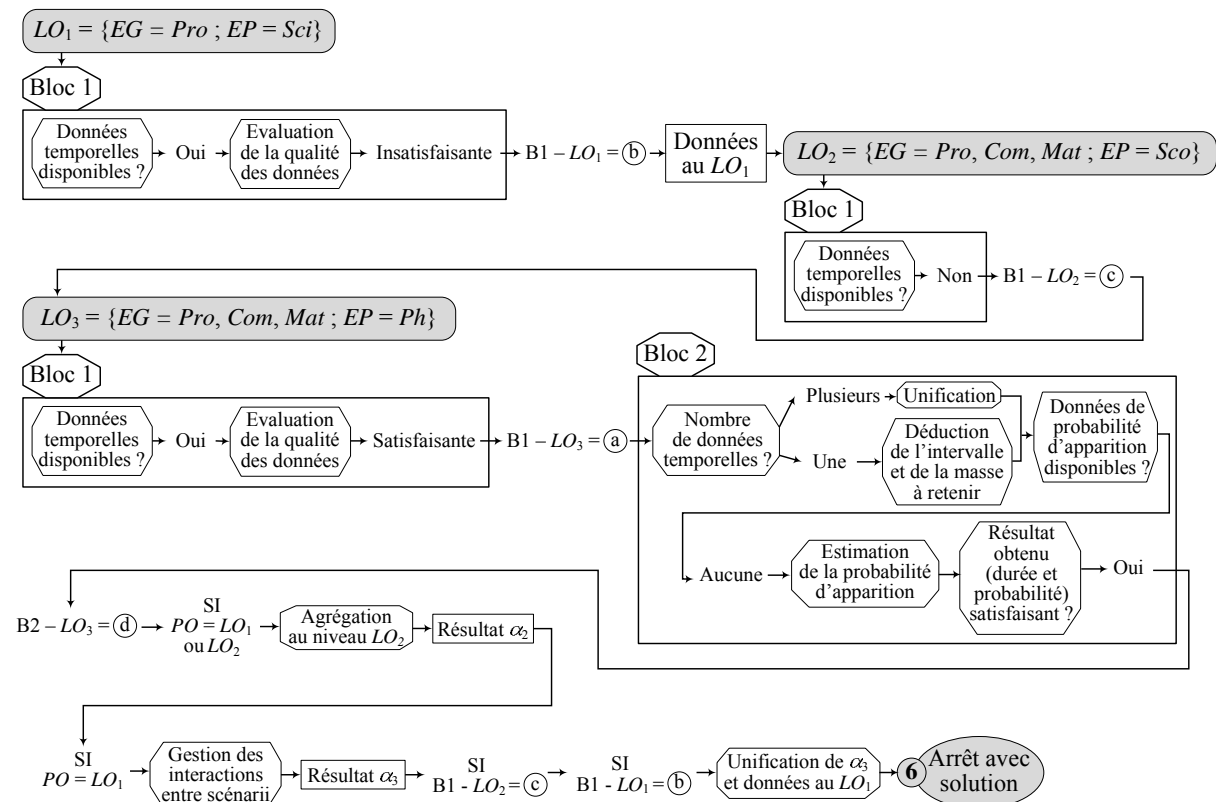 LO1 = {EG = Pro ; EP = Sci}
Bloc 1
Données
temporelles
disponibles ?
Oui
Evaluation
de la qualité
des données
Insatisfaisante
B1 – LO1 = b
Données
au LO1
LO2 = {EG = Pro, Com, Mat ; EP = Sco}
Bloc 1
Données
temporelles
disponibles ?
Non
B1 – LO2 = c
LO3 = {EG = Pro, Com, Mat ; EP = Ph}
Bloc 1
Données
temporelles
disponibles ?
Oui
Evaluation
de la qualité
des données
Satisfaisante
B1 – LO3 = a
Bloc 2
Nombre
de données
temporelles ?
Plusieurs
Unification
Une
Déduction
de l’intervalle
et de la masse
à retenir
Données de
probabilité
d’apparition
disponibles ?
Aucune
Estimation
de la probabilité
d’apparition
Résultat
obtenu
(durée et
probabilité)
satisfaisant ?
Oui
B2 – LO3 = d
SI
PO = LO1
ou LO2
Agrégation
au niveau LO2
Résultat α2
SI
PO = LO1
Gestion des
interactions
entre scénarii
Résultat α3
SI
B1 - LO2 = c
SI
B1 - LO1 = b
Unification de α3
et données au LO1
6
Arrêt avec
solution